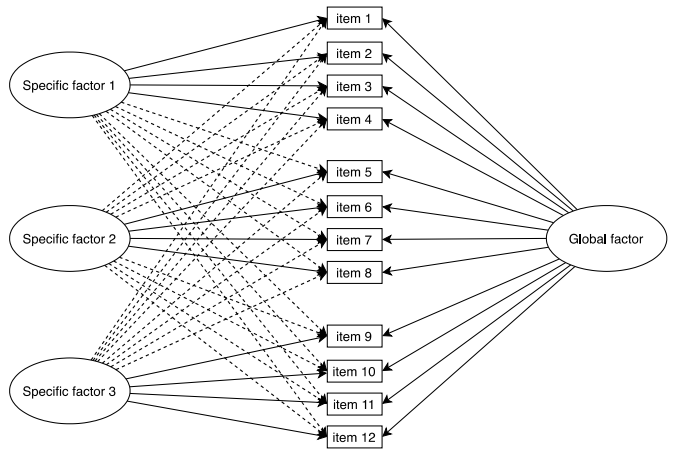 item 1
item 2
Specific factor 1
item 3
item 4
item 5
item 6
Specific factor 2
item 7
Global factor
item 8
item 9
item 10
Specific factor 3
item 11
item 12